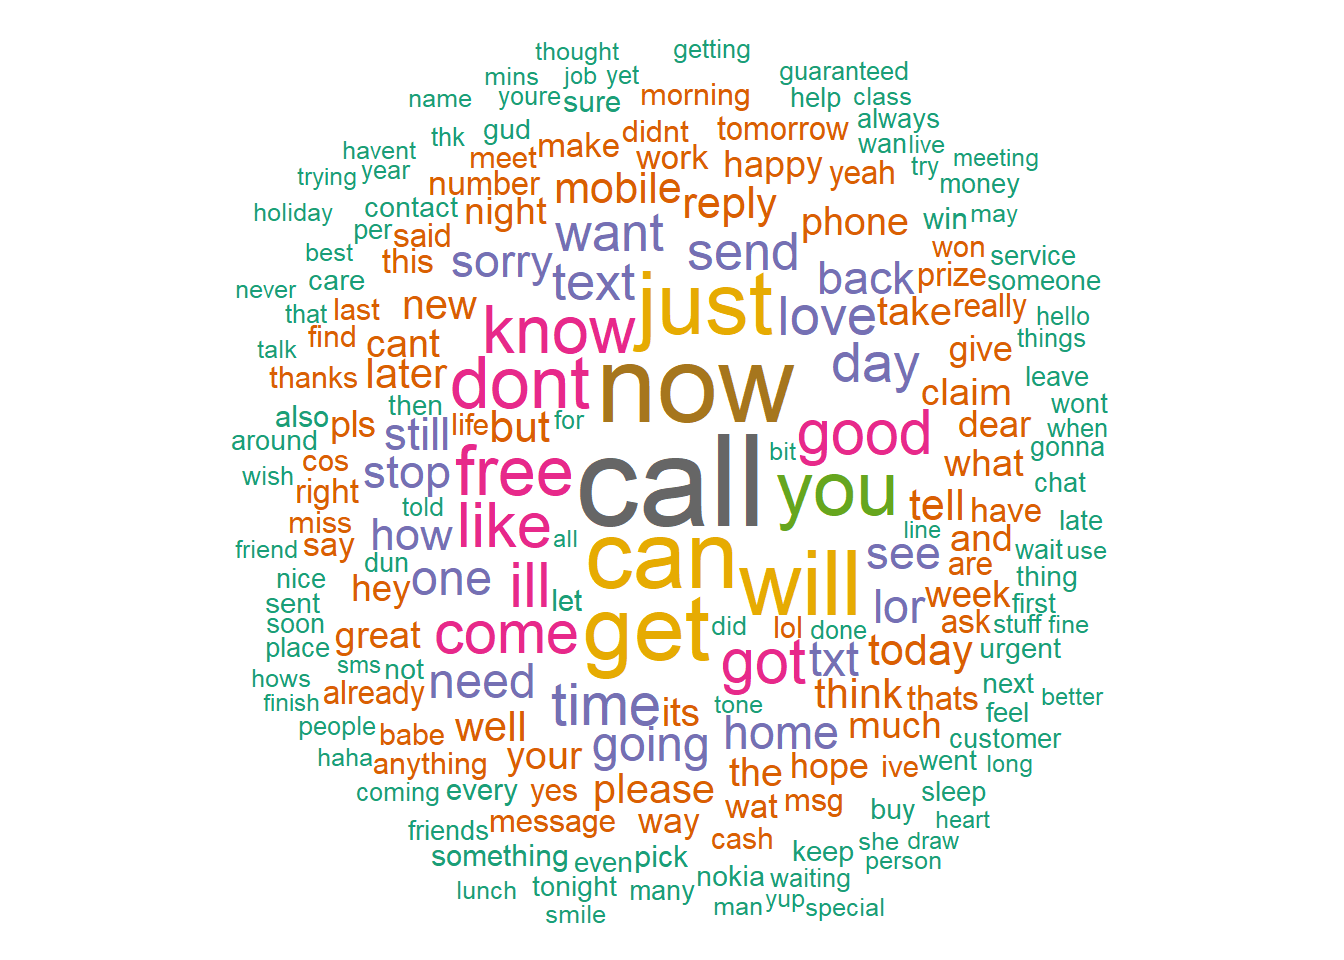 thought getting
mins job yet guaranteed
name youre sure morning help class
thk gud didnt tomorrow always
havent meet make work happy yeah wan live
trying year number mobile reply try meeting
holiday contact night phone win may money
per said want send won service
best this sorry text back prize someone
never care new just love take really hello
that last know things
find cant day give
talk later dont now leave
thanks then claim wont
also pls still life but for good dear when
around gonna
wish cos stop free call bit what chat
right told you tell have
miss how like all line and late
friend say dun can see are wait use
nice hey one ill will thing
sent let lor week first
soon great come get did lol done ask stuff fine
place sms not got txt today urgent
hows already need time its think thats next better
finish tone feel
people babe well going home much customer
haha anything your the hope ive went long
coming every yes please wat msg buy sleep
friends message way cash heart
something even pick keep she draw
person
lunch tonight many nokia waiting
smile man yup special